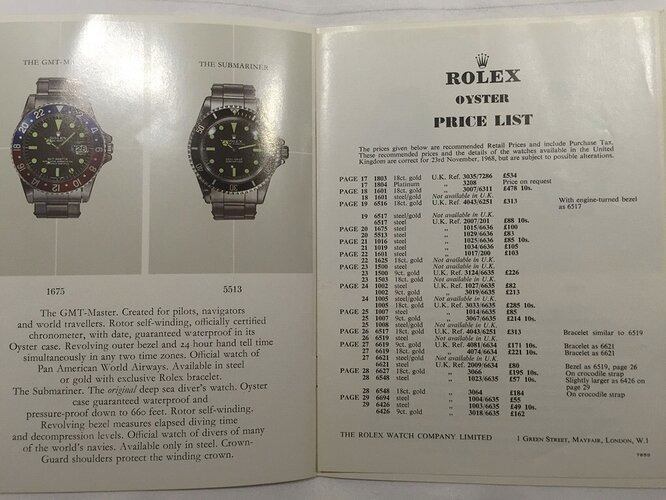 THE GMT-M
THE SUBMARINER
1675
5513
The GMT-Master. Created for pilots, navigators
and world travellers. Rotor self-winding, officially certified
chronometer, with date, guaranteed waterproof in its
Oyster case. Revolving outer bezel and 24 hour hand tell time
simultaneously in any two time zones. Official watch of
Pan American World Airways. Available in steel
or gold with exclusive Rolex bracelet.
The Submariner. The original deep sea diver's watch. Oyster
case guaranteed waterproof and
pressure-proof down to 660 feet. Rotor self-winding.
Revolving bezel measures elapsed diving time
and decompression levels. Official watch of divers of many
of the world's navies. Available only in steel. Crown-
Guard shoulders protect the winding crown.
ROLEX
OYSTER
PRICE LIST
The prices given below are recommended Retail Prices and include Purchase Tax.
These recommended prices and the details of the watches available in the United
Kingdom are correct for 23rd November, 1968, but are subject to possible alterations.
PAGE 17 1803 18ct. gold U.K. Ref. 3035/7286 £534
17 1804 Platinum ,, 3208 Price on request
PAGE 18 1601 18ct. gold ,, 3007/6311 £478 10s.
18 1601 steel/gold Not available in U.K.
PAGE 19 6516 18ct. gold U.K. Ref. 4043/6251 £313 With engine-turned bezel
as 6517
19 6517 steel/gold Not available in U.K.
6517 steel U.K. Ref. 2007/201 £88 10s.
PAGE 20 1675 steel ,, 1015/6636 £100
20 5513 steel ,, 1029/6636 £83
PAGE 21 1016 steel ,, 1025/6636 £85 10s.
21 1019 steel ,, 1034/6636 £105
PAGE 22 1601 steel ,, 1017/200 £103
22 1625 18ct. gold Not available in U.K.
PAGE 23 1500 steel Not available in U.K.
23 1500 9ct. gold U.K. Ref. 3124/6635 £226
23 1503 18ct. gold Not available in U.K.
PAGE 24 1002 steel U.K. Ref. 1027/6635 £82
1002 9ct. gold ,, 3019/6635 £213
24 1005 steel/gold Not available in U.K.
1005 18ct. gold U.K. Ref. 3033/6635 £285 10s.
PAGE 25 1007 steel ,, 1014/6635 £85
25 1007 9ct. gold ,, 3067/6635 £214 10s.
25 1008 steel/gold Not available in U.K.
PAGE 26 6517 18ct. gold U.K. Ref. 4043/6251 £313 Bracelet similar to 6519
26 6519 steel Not available in U.K.
PAGE 27 6619 9ct. gold U.K. Ref. 4081/6634 £171 10s. Bracelet as 6621
27 6619 18ct. gold ,, 4074/6634 £221 10s. Bracelet as 6621
27 6621 steel/gold Not available in U.K.
6621 steel U.K. Ref. 2009/6634 £80 Bezel as 6519, page 26
PAGE 28 6627 18ct. gold ,, 3066 £195 On crocodile strap
28 6548 steel ,, 1023/6635 £57 10s. Slightly larger as 6426 on
page 29
28 6548 18ct. gold ,, 3064 £184 On crocodile strap
PAGE 29 6694 steel ,, 1004/6635 £55
29 6426 steel ,, 1003/6635 £49 10s.
6426 9ct. gold ,, 3018/6635 £162
THE ROLEX WATCH COMPANY LIMITED 1 GREEN STREET, MAYFAIR, LONDON, W.1